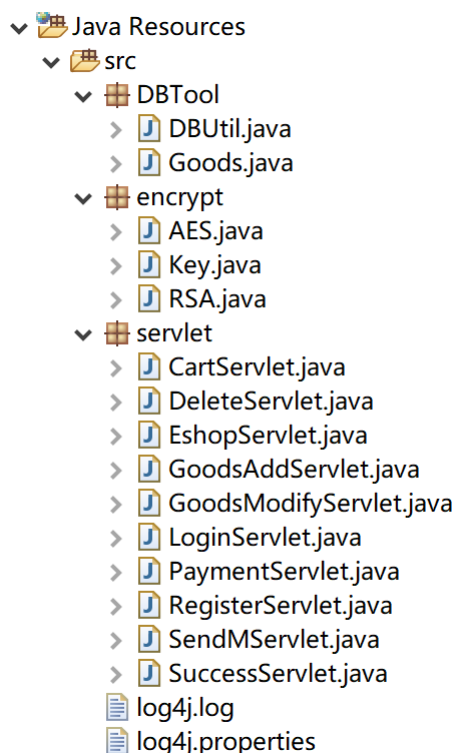 Java Resources
src
DBTool
DBUtil.java
Goods.java
encrypt
AES.java
Key.java
RSA.java
servlet
CartServlet.java
DeleteServlet.java
EshopServlet.java
GoodsAddServlet.java
GoodsModifyServlet.java
LoginServlet.java
PaymentServlet.java
RegisterServlet.java
SendMServlet.java
SuccessServlet.java
log4j.log
log4j.properties